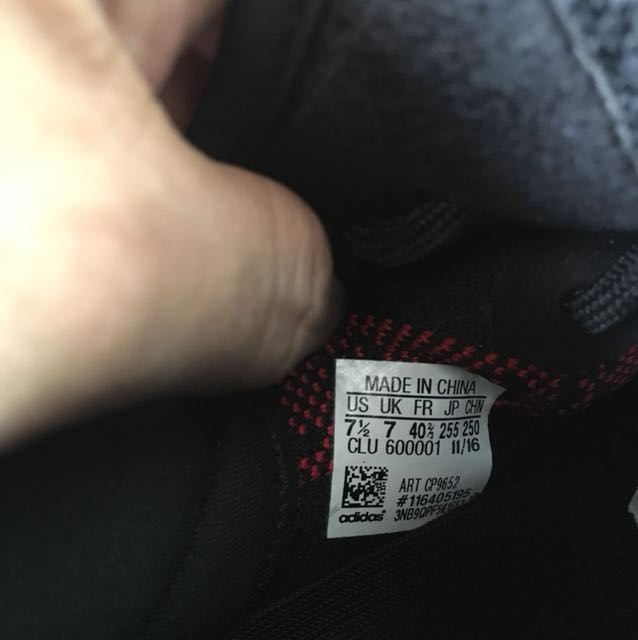 MADE IN CHINA
US UK FR JP CHN
7½ 7 40⅔ 255 250
CLU 600001 11/16
ART CP9652
#116405195
adidas